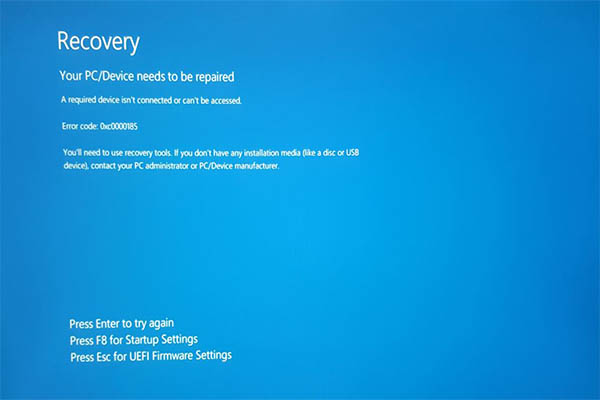 Recovery
Your PC/Device needs to be repaired
A required device isn't connected or can't be accessed.
Error code: 0xc0000185
You'll need to use recovery tools. If you don't have any installation media (like a disc or USB
device), contact your PC administrator or PC/Device manufacturer.
Press Enter to try again
Press F8 for Startup Settings
Press Esc for UEFI Firmware Settings